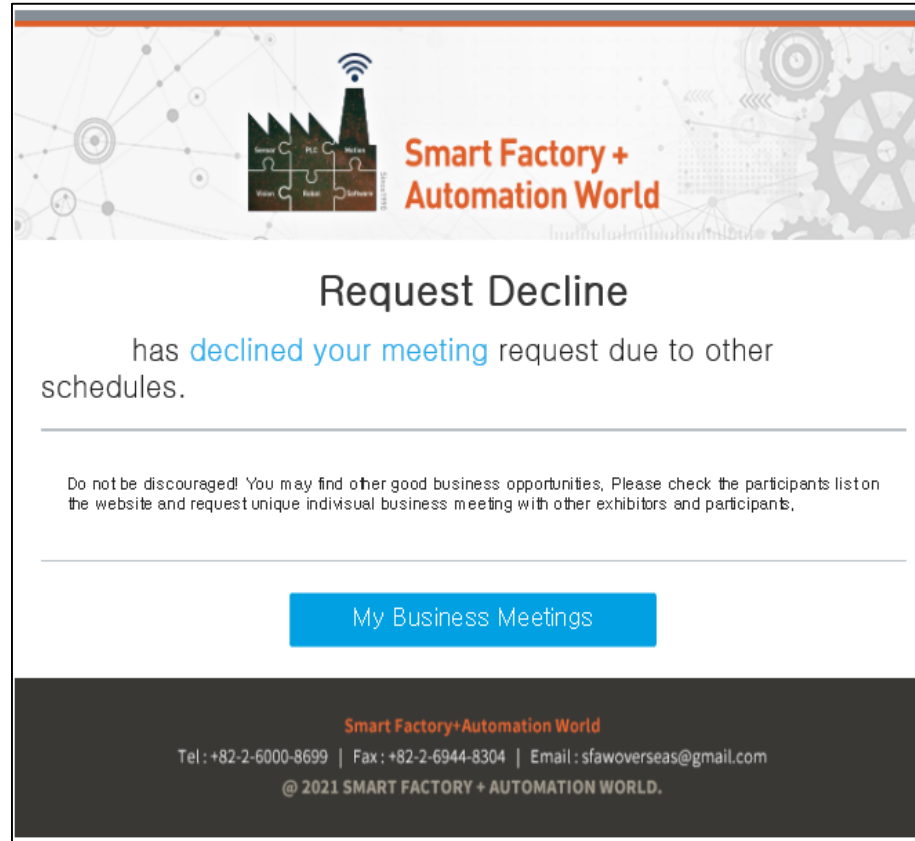 Sensor PLC Motion
Vision Robot Software
Since1990
Smart Factory +
Automation World
Request Decline
has declined your meeting request due to other
schedules.
Do not be discouraged! You may find other good business opportunities, Please check the participants list on
the website and request unique indivisual business meeting with other exhibitors and participants,
My Business Meetings
Smart Factory+Automation World
Tel : +82-2-6000-8699 | Fax : +82-2-6944-8304 | Email : sfawoverseas@gmail.com
@ 2021 SMART FACTORY + AUTOMATION WORLD.